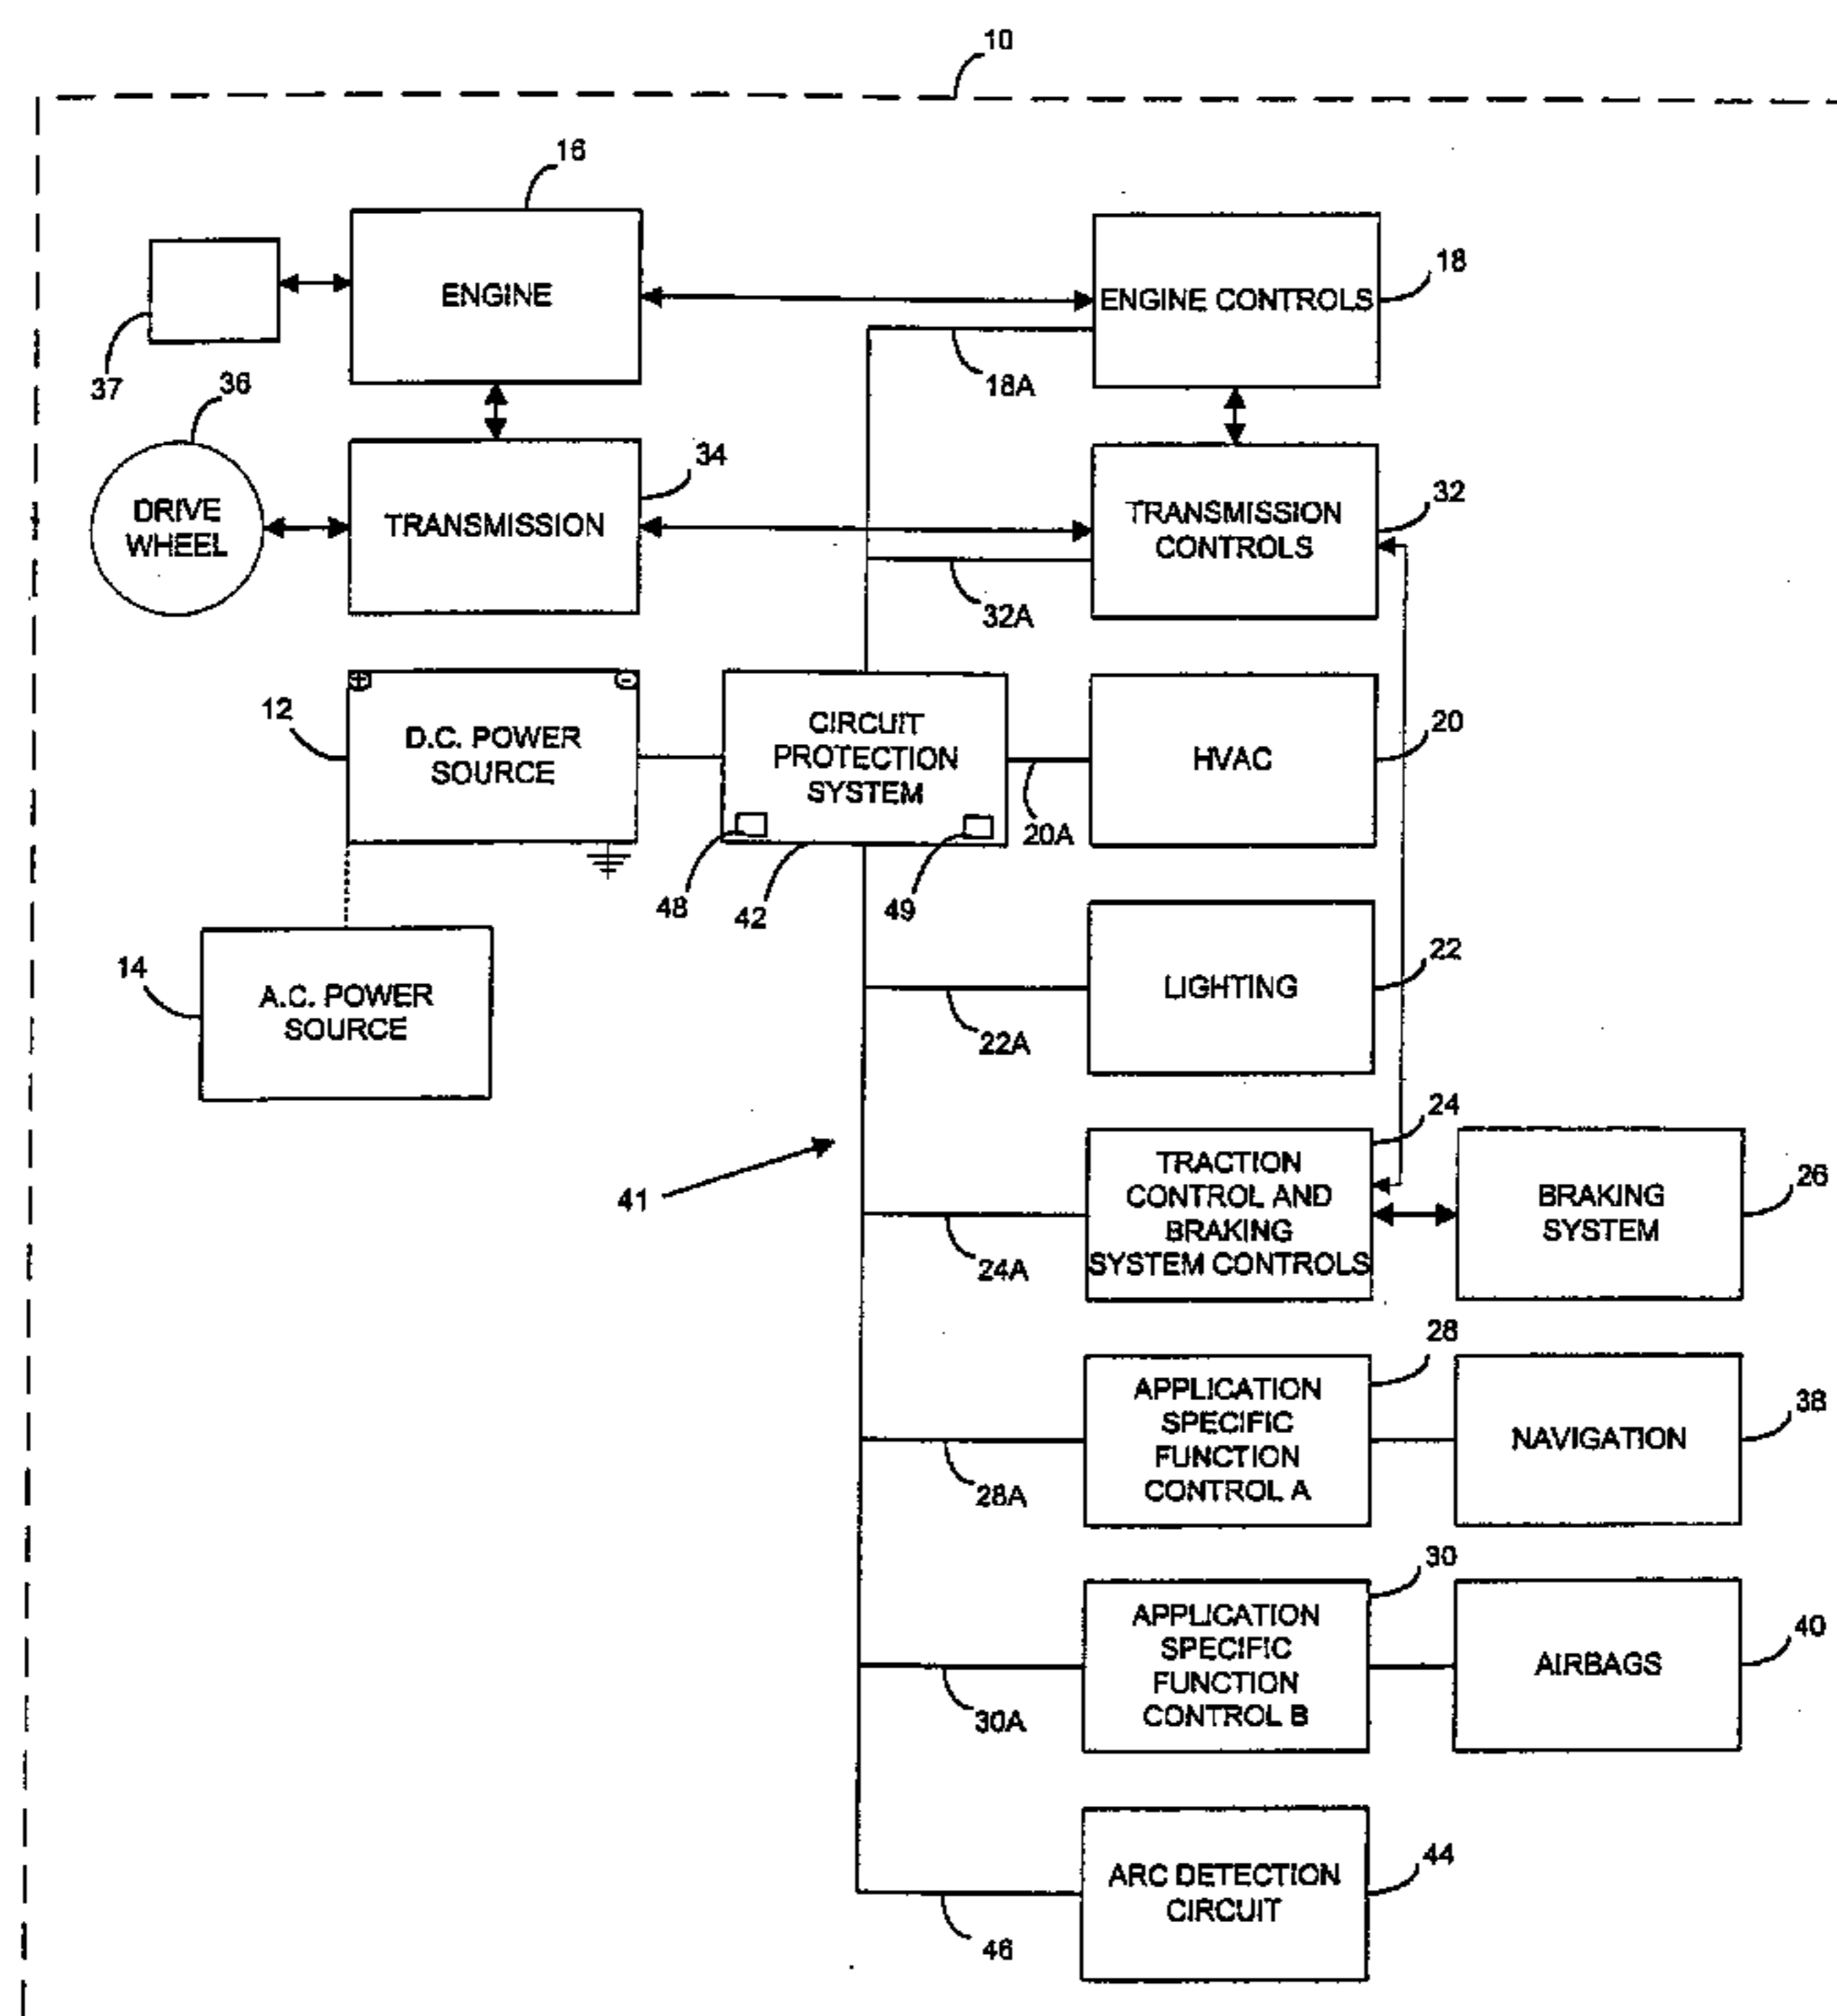 10
16
ENGINE
37
ENGINE CONTROLS
18
18A
36
DRIVE
WHEEL
TRANSMISSION
34
TRANSMISSION
CONTROLS
32
32A
+
-
12
D.C. POWER
SOURCE
CIRCUIT
PROTECTION
SYSTEM
48
42
49
20A
HVAC
20
14
A.C. POWER
SOURCE
LIGHTING
22
22A
41
TRACTION
CONTROL AND
BRAKING
SYSTEM CONTROLS
24
24A
BRAKING
SYSTEM
26
APPLICATION
SPECIFIC
FUNCTION
CONTROL A
28
28A
NAVIGATION
38
APPLICATION
SPECIFIC
FUNCTION
CONTROL B
30
30A
AIRBAGS
40
ARC DETECTION
CIRCUIT
44
46